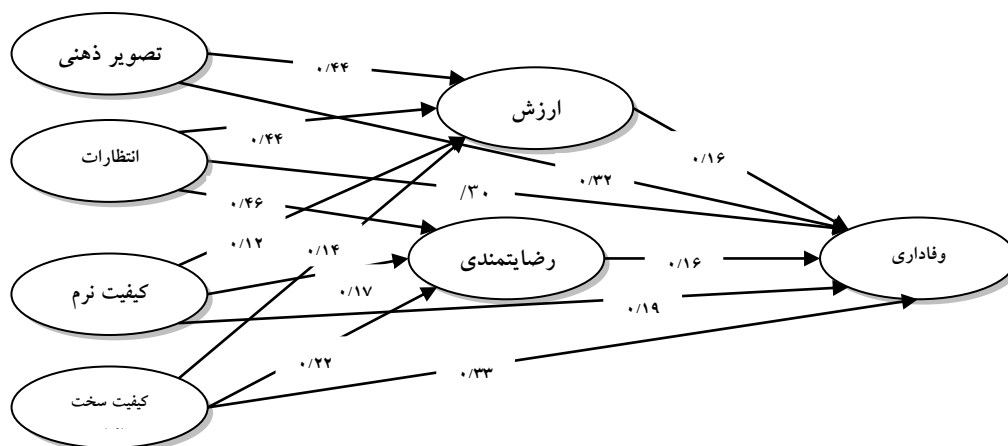 تصویر ذهنی
۰/۴۴
ارزش
انتظارات
۰/۴۴
۰/۱۶
۰/۳۲
/۳۰
۰/۴۶
۰/۱۲
۰/۱۴
رضایتمندی
۰/۱۶
وفاداری
کیفیت نرم
۰/۱۷
۰/۱۹
۰/۲۲
۰/۳۳
کیفیت سخت